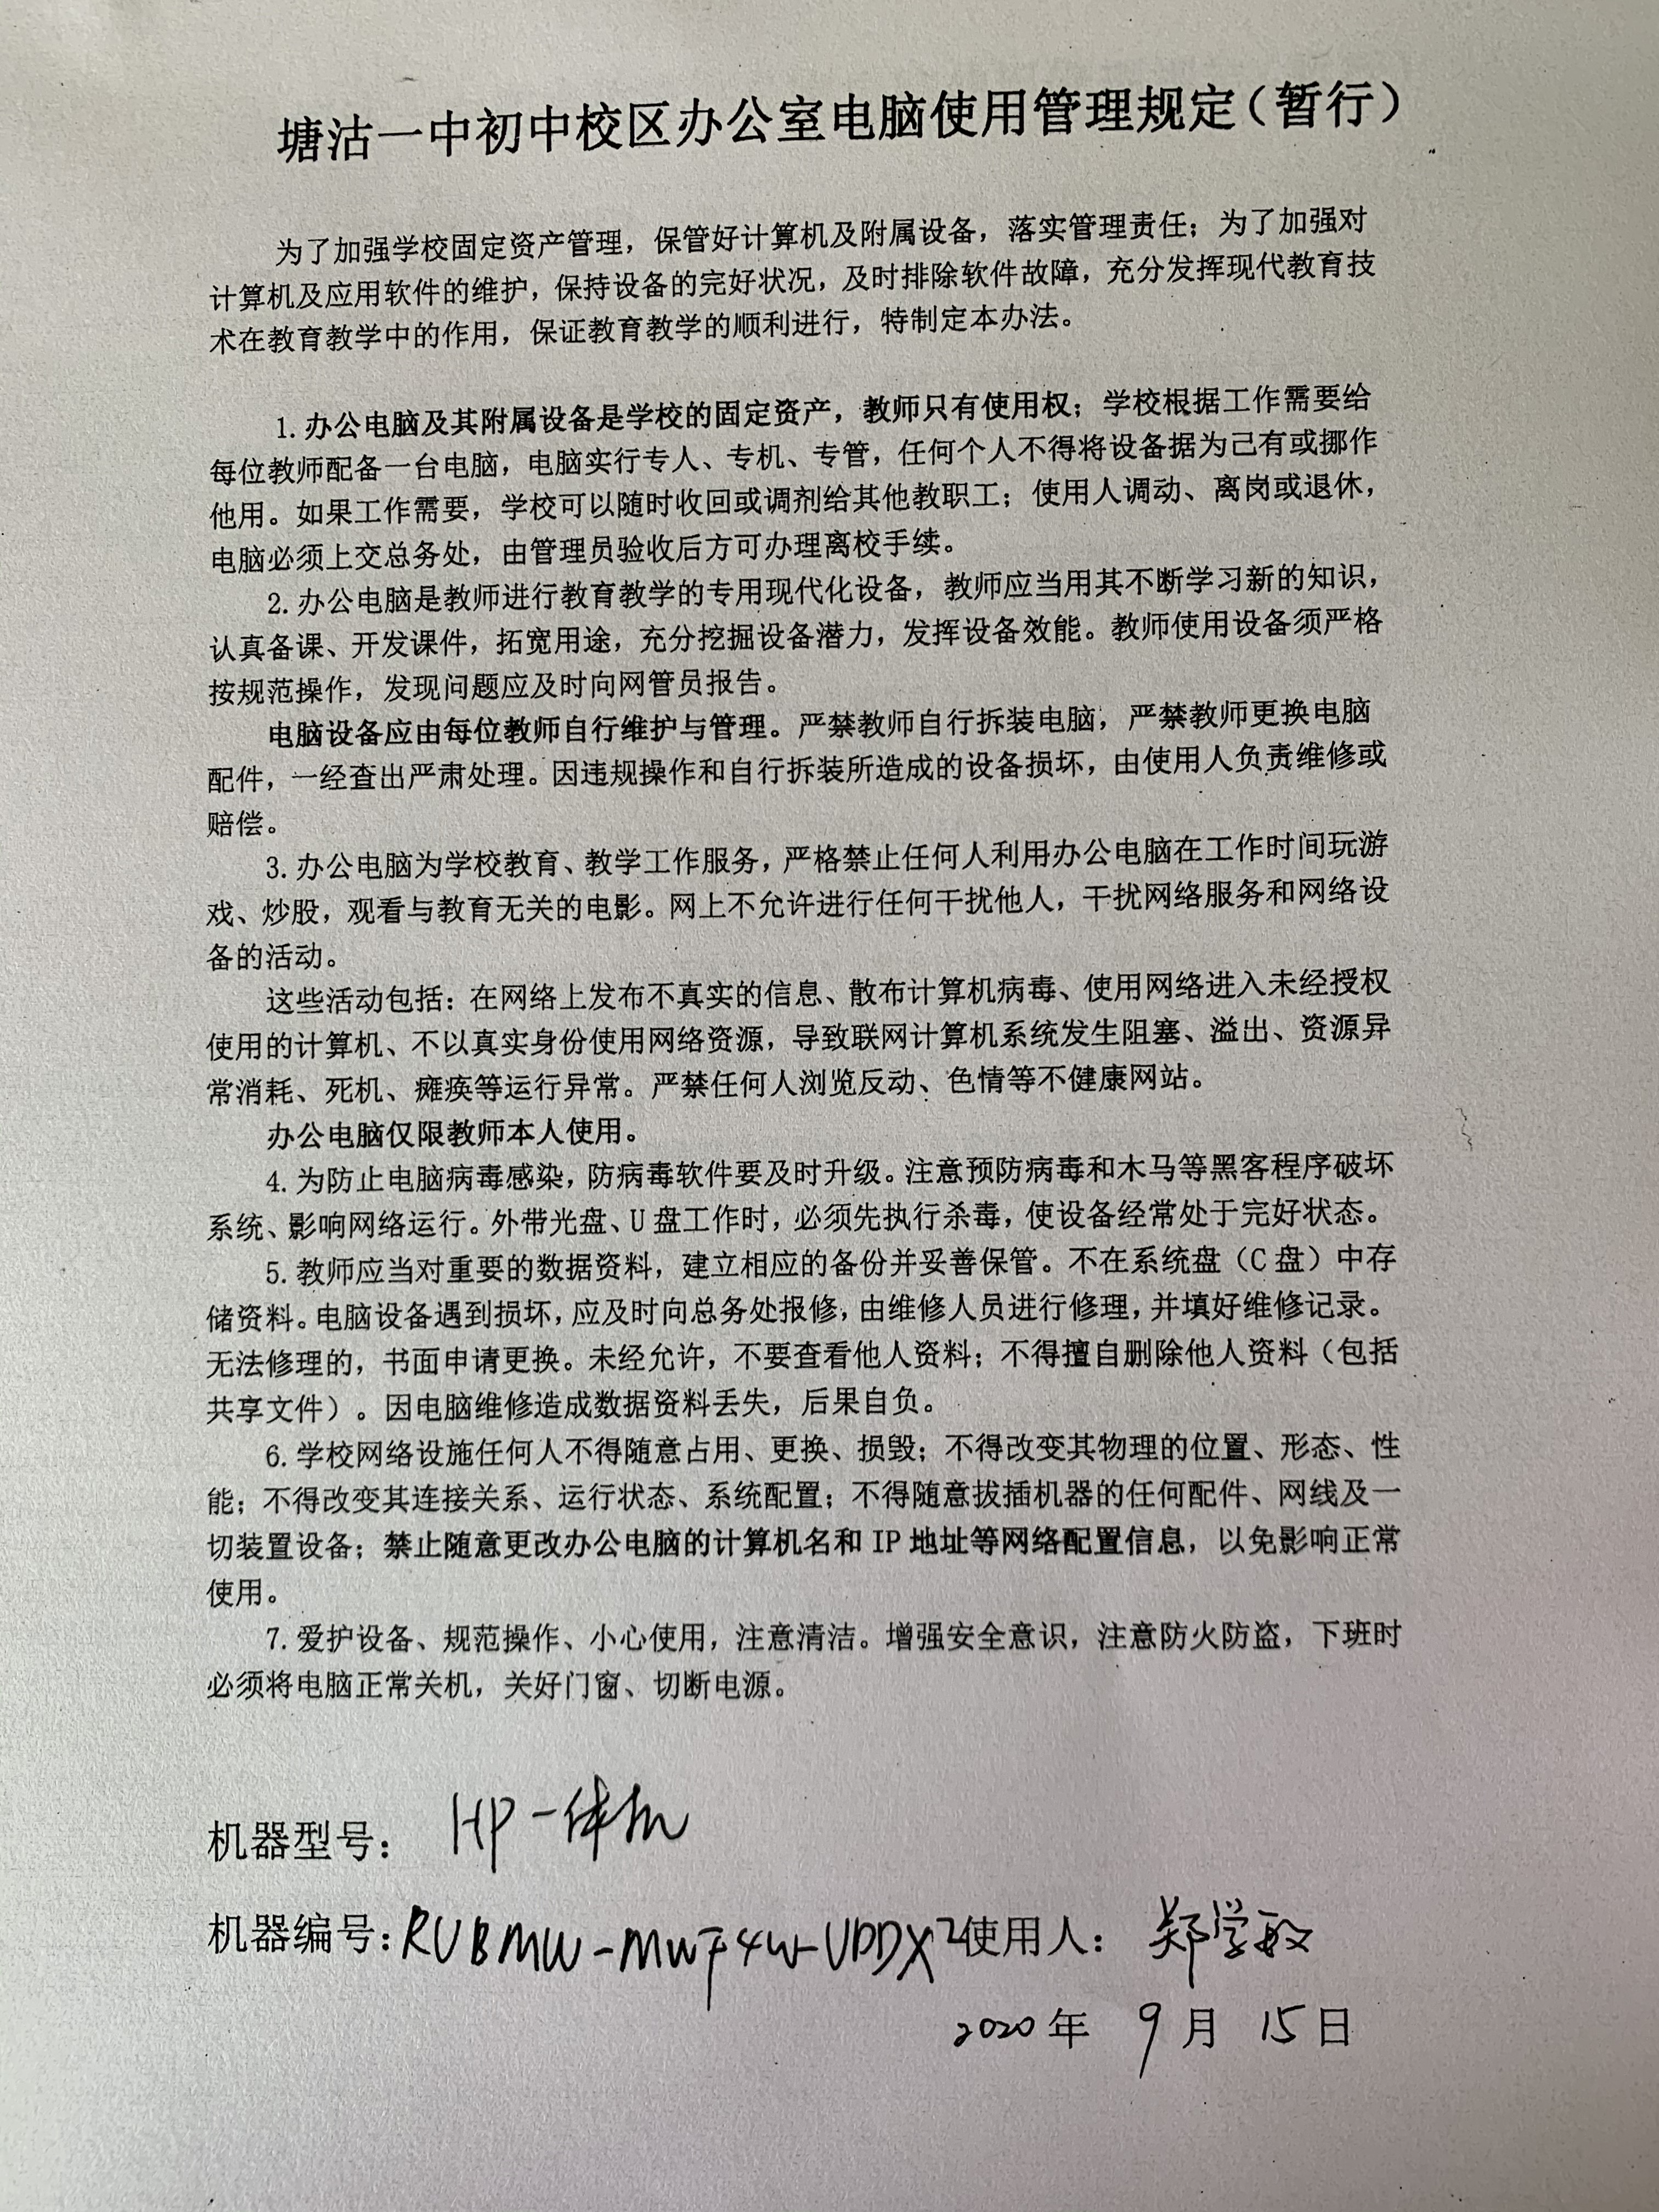 塘沽一中初中校区办公室电脑使用管理规定（暂行）
为了加强学校固定资产管理，保管好计算机及附属设备，落实管理责任；为了加强对
计算机及应用软件的维护，保持设备的完好状况，及时排除软件故障，充分发挥现代教育技
术在教育教学中的作用，保证教育教学的顺利进行，特制定本办法。
1.办公电脑及其附属设备是学校的固定资产，教师只有使用权；学校根据工作需要给
每位教师配备一台电脑，电脑实行专人、专机、专管，任何个人不得将设备据为己有或挪作
他用。如果工作需要，学校可以随时收回或调剂给其他教职工；使用人调动、离岗或退休，
电脑必须上交总务处，由管理员验收后方可办理离校手续。
2.办公电脑是教师进行教育教学的专用现代化设备，教师应当用其不断学习新的知识，
认真备课、开发课件，拓宽用途，充分挖掘设备潜力，发挥设备效能。教师使用设备须严格
按规范操作，发现问题应及时向网管员报告。
电脑设备应由每位教师自行维护与管理。严禁教师自行拆装电脑，严禁教师更换电脑
配件，一经查出严肃处理。因违规操作和自行拆装所造成的设备损坏，由使用人负责维修或
赔偿。
3.办公电脑为学校教育、教学工作服务，严格禁止任何人利用办公电脑在工作时间玩游
戏、炒股，观看与教育无关的电影。网上不允许进行任何干扰他人，干扰网络服务和网络设
备的活动。
这些活动包括：在网络上发布不真实的信息、散布计算机病毒、使用网络进入未经授权
使用的计算机、不以真实身份使用网络资源，导致联网计算机系统发生阻塞、溢出、资源异
常消耗、死机、瘫痪等运行异常。严禁任何人浏览反动、色情等不健康网站。
办公电脑仅限教师本人使用。
4.为防止电脑病毒感染，防病毒软件要及时升级。注意预防病毒和木马等黑客程序破坏
系统、影响网络运行。外带光盘、U盘工作时，必须先执行杀毒，使设备经常处于完好状态。
5.教师应当对重要的数据资料，建立相应的备份并妥善保管。不在系统盘（C盘）中存
储资料。电脑设备遇到损坏，应及时向总务处报修，由维修人员进行修理，并填好维修记录。
无法修理的，书面申请更换。未经允许，不要查看他人资料；不得擅自删除他人资料（包括
共享文件）。因电脑维修造成数据资料丢失，后果自负。
6.学校网络设施任何人不得随意占用、更换、损毁；不得改变其物理的位置、形态、性
能；不得改变其连接关系、运行状态、系统配置；不得随意拔插机器的任何配件、网线及一
切装置设备；禁止随意更改办公电脑的计算机名和 IP 地址等网络配置信息，以免影响正常
使用。
7.爱护设备、规范操作、小心使用，注意清洁。增强安全意识，注意防火防盗，下班时
必须将电脑正常关机，关好门窗、切断电源。
机器型号： HP一体机
机器编号：RUBMW-MWF4W-UDDX2使用人： 郑学敏
2020年 9月 15日